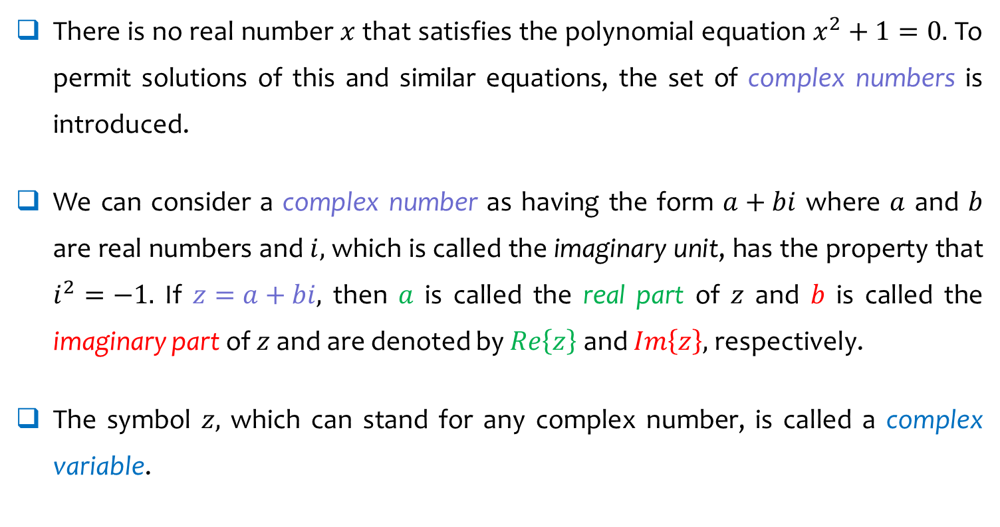 ❑ There is no real number x that satisfies the polynomial equation x² + 1 = 0. To
permit solutions of this and similar equations, the set of complex numbers is
introduced.
❑ We can consider a complex number as having the form a + bi where a and b
are real numbers and i, which is called the imaginary unit, has the property that
i² = −1. If z = a + bi, then a is called the real part of z and b is called the
imaginary part of z and are denoted by Re{z} and Im{z}, respectively.
❑ The symbol z, which can stand for any complex number, is called a complex
variable.